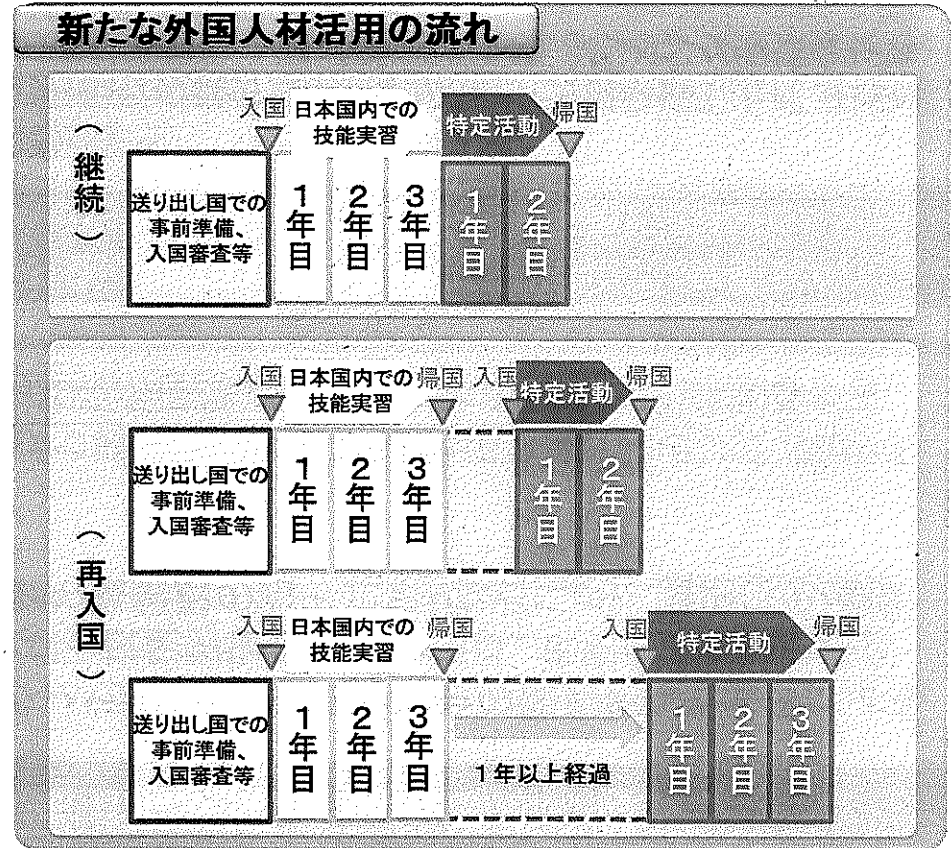 新たな外国人材活用の流れ
（継続）
入国
日本国内での
技能実習
特定活動
帰国
送り出し国での
事前準備、
入国審査等
1年目
2年目
3年目
1年目
2年目
（再入国）
入国
日本国内での
技能実習
帰国
入国
特定活動
帰国
送り出し国での
事前準備、
入国審査等
1年目
2年目
3年目
1年目
2年目
入国
日本国内での
技能実習
帰国
入国
特定活動
帰国
送り出し国での
事前準備、
入国審査等
1年目
2年目
3年目
1年以上経過
1年目
2年目
3年目